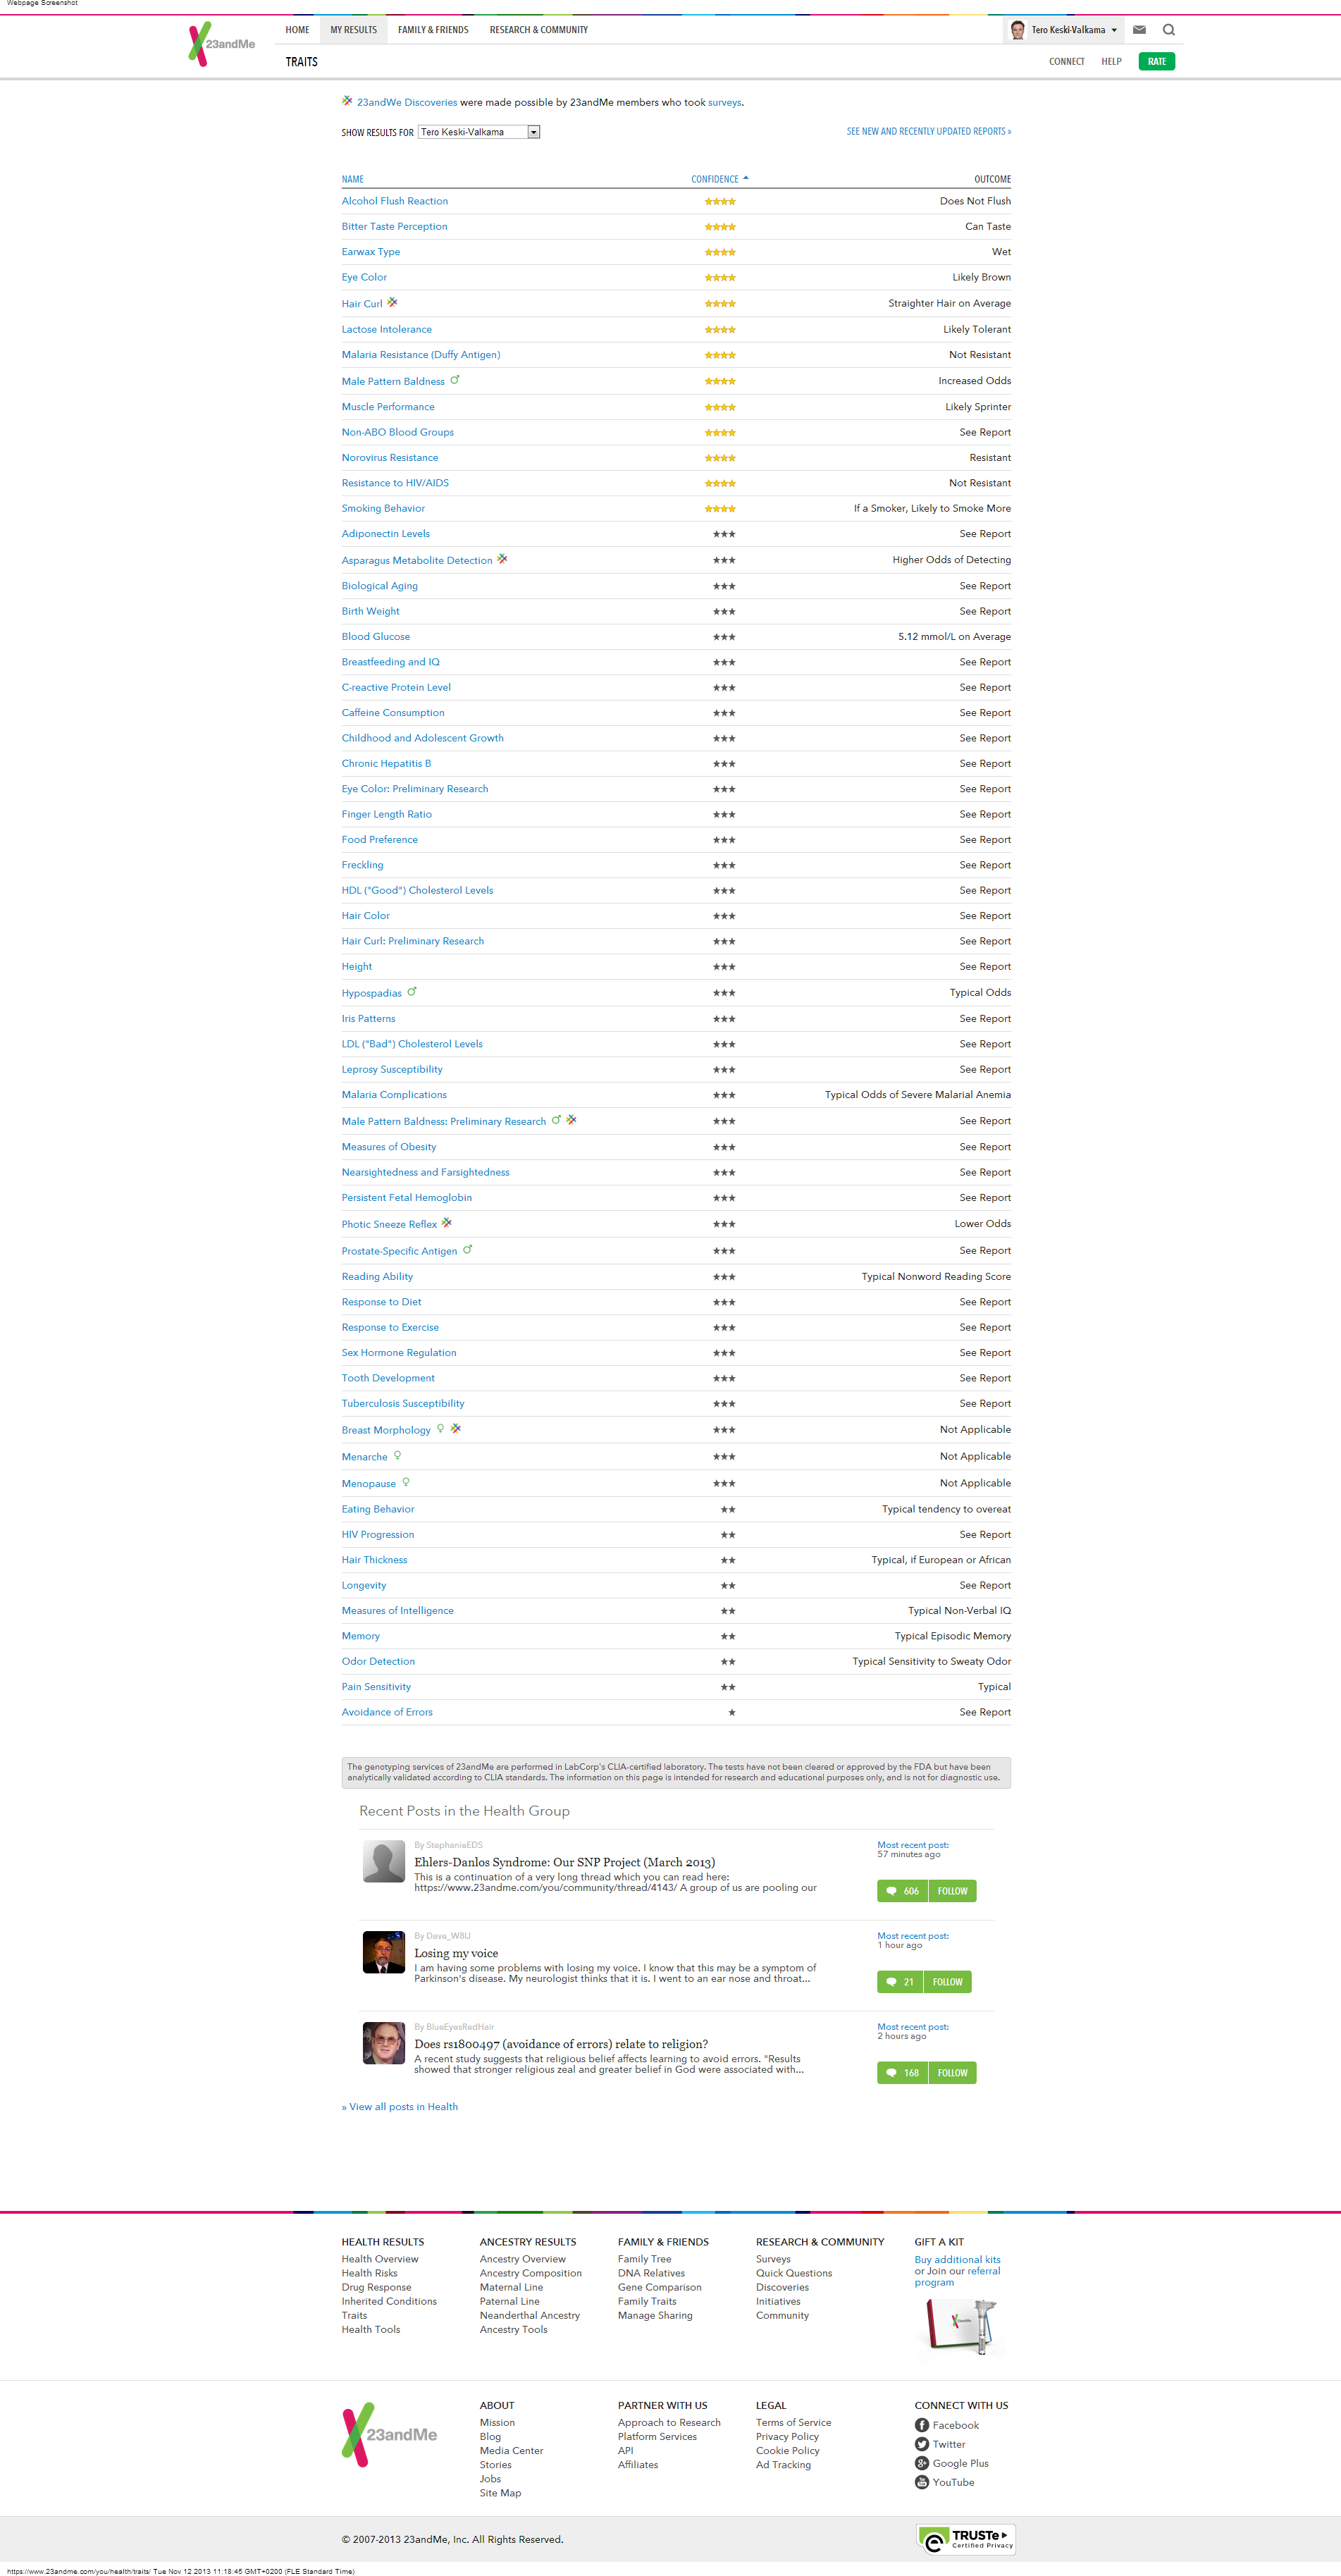 Webpage Screenshot
23andMe
HOME MY RESULTS FAMILY & FRIENDS RESEARCH & COMMUNITY Tero Keski-Valkama
TRAITS CONNECT HELP RATE
23andWe Discoveries were made possible by 23andMe members who took surveys.
SHOW RESULTS FOR Tero Keski-Valkama SEE NEW AND RECENTLY UPDATED REPORTS »
NAME CONFIDENCE OUTCOME
Alcohol Flush Reaction ★★★★ Does Not Flush
Bitter Taste Perception ★★★★ Can Taste
Earwax Type ★★★★ Wet
Eye Color ★★★★ Likely Brown
Hair Curl ★★★★ Straighter Hair on Average
Lactose Intolerance ★★★★ Likely Tolerant
Malaria Resistance (Duffy Antigen) ★★★★ Not Resistant
Male Pattern Baldness ♂ ★★★★ Increased Odds
Muscle Performance ★★★★ Likely Sprinter
Non-ABO Blood Groups ★★★★ See Report
Norovirus Resistance ★★★★ Resistant
Resistance to HIV/AIDS ★★★★ Not Resistant
Smoking Behavior ★★★★ If a Smoker, Likely to Smoke More
Adiponectin Levels ★★★ See Report
Asparagus Metabolite Detection ★★★ Higher Odds of Detecting
Biological Aging ★★★ See Report
Birth Weight ★★★ See Report
Blood Glucose ★★★ 5.12 mmol/L on Average
Breastfeeding and IQ ★★★ See Report
C-reactive Protein Level ★★★ See Report
Caffeine Consumption ★★★ See Report
Childhood and Adolescent Growth ★★★ See Report
Chronic Hepatitis B ★★★ See Report
Eye Color: Preliminary Research ★★★ See Report
Finger Length Ratio ★★★ See Report
Food Preference ★★★ See Report
Freckling ★★★ See Report
HDL ("Good") Cholesterol Levels ★★★ See Report
Hair Color ★★★ See Report
Hair Curl: Preliminary Research ★★★ See Report
Height ★★★ See Report
Hypospadias ♂ ★★★ Typical Odds
Iris Patterns ★★★ See Report
LDL ("Bad") Cholesterol Levels ★★★ See Report
Leprosy Susceptibility ★★★ See Report
Malaria Complications ★★★ Typical Odds of Severe Malarial Anemia
Male Pattern Baldness: Preliminary Research ♂ ★★★ See Report
Measures of Obesity ★★★ See Report
Nearsightedness and Farsightedness ★★★ See Report
Persistent Fetal Hemoglobin ★★★ See Report
Photic Sneeze Reflex ★★★ Lower Odds
Prostate-Specific Antigen ♂ ★★★ See Report
Reading Ability ★★★ Typical Nonword Reading Score
Response to Diet ★★★ See Report
Response to Exercise ★★★ See Report
Sex Hormone Regulation ★★★ See Report
Tooth Development ★★★ See Report
Tuberculosis Susceptibility ★★★ See Report
Breast Morphology ♀ ★★★ Not Applicable
Menarche ♀ ★★★ Not Applicable
Menopause ♀ ★★★ Not Applicable
Eating Behavior ★★ Typical tendency to overeat
HIV Progression ★★ See Report
Hair Thickness ★★ Typical, if European or African
Longevity ★★ See Report
Measures of Intelligence ★★ Typical Non-Verbal IQ
Memory ★★ Typical Episodic Memory
Odor Detection ★★ Typical Sensitivity to Sweaty Odor
Pain Sensitivity ★★ Typical
Avoidance of Errors ★ See Report
The genotyping services of 23andMe are performed in LabCorp's CLIA-certified laboratory. The tests have not been cleared or approved by the FDA but have been
analytically validated according to CLIA standards. The information on this page is intended for research and educational purposes only, and is not for diagnostic use.
Recent Posts in the Health Group
By StephanieEDS Most recent post:
57 minutes ago
Ehlers-Danlos Syndrome: Our SNP Project (March 2013)
This is a continuation of a very long thread which you can read here:
https://www.23andme.com/you/community/thread/4143/ A group of us are pooling our
606 FOLLOW
By Dave_W8IJ Most recent post:
1 hour ago
Losing my voice
I am having some problems with losing my voice. I know that this may be a symptom of
Parkinson's disease. My neurologist thinks that it is. I went to an ear nose and throat...
21 FOLLOW
By BlueEyesRedHair Most recent post:
2 hours ago
Does rs1800497 (avoidance of errors) relate to religion?
A recent study suggests that religious belief affects learning to avoid errors. "Results
showed that stronger religious zeal and greater belief in God were associated with...
168 FOLLOW
» View all posts in Health
HEALTH RESULTS
Health Overview
Health Risks
Drug Response
Inherited Conditions
Traits
Health Tools
ANCESTRY RESULTS
Ancestry Overview
Ancestry Composition
Maternal Line
Paternal Line
Neanderthal Ancestry
Ancestry Tools
FAMILY & FRIENDS
Family Tree
DNA Relatives
Gene Comparison
Family Traits
Manage Sharing
RESEARCH & COMMUNITY
Surveys
Quick Questions
Discoveries
Initiatives
Community
GIFT A KIT
Buy additional kits
or Join our referral
program
23andMe
23andMe
ABOUT
Mission
Blog
Media Center
Stories
Jobs
Site Map
PARTNER WITH US
Approach to Research
Platform Services
API
Affiliates
LEGAL
Terms of Service
Privacy Policy
Cookie Policy
Ad Tracking
CONNECT WITH US
Facebook
Twitter
Google Plus
YouTube
© 2007-2013 23andMe, Inc. All Rights Reserved.
TRUSTe
Certified Privacy
https://www.23andme.com/you/health/traits/ Tue Nov 12 2013 11:18:45 GMT+0200 (FLE Standard Time)